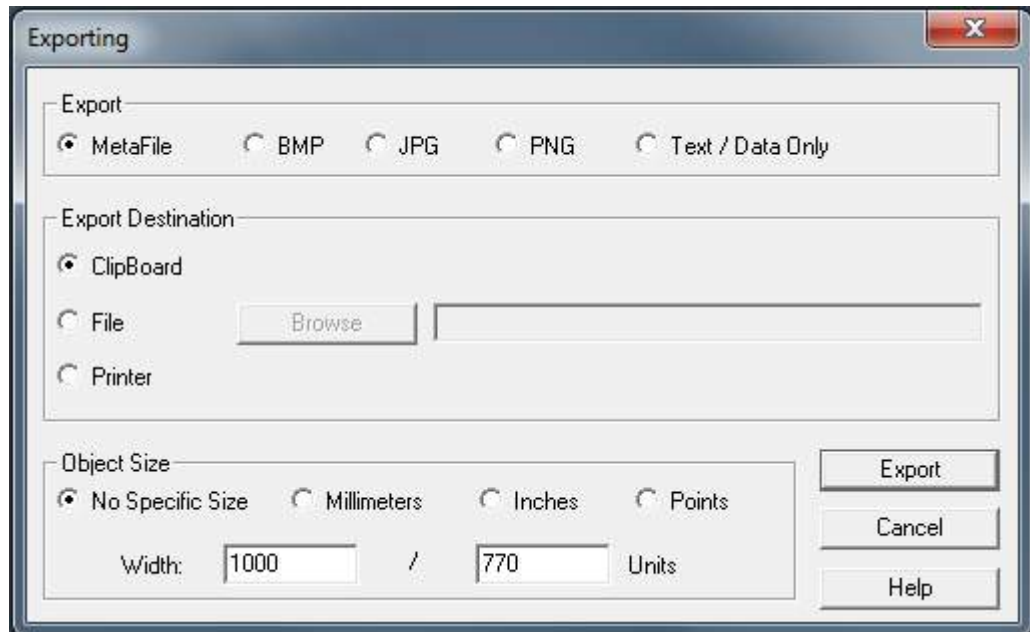 Exporting
X
Export
MetaFile BMP JPG PNG Text / Data Only
Export Destination
ClipBoard
File Browse
Printer
Object Size
No Specific Size Millimeters Inches Points
Width: 1000 / 770 Units
Export
Cancel
Help